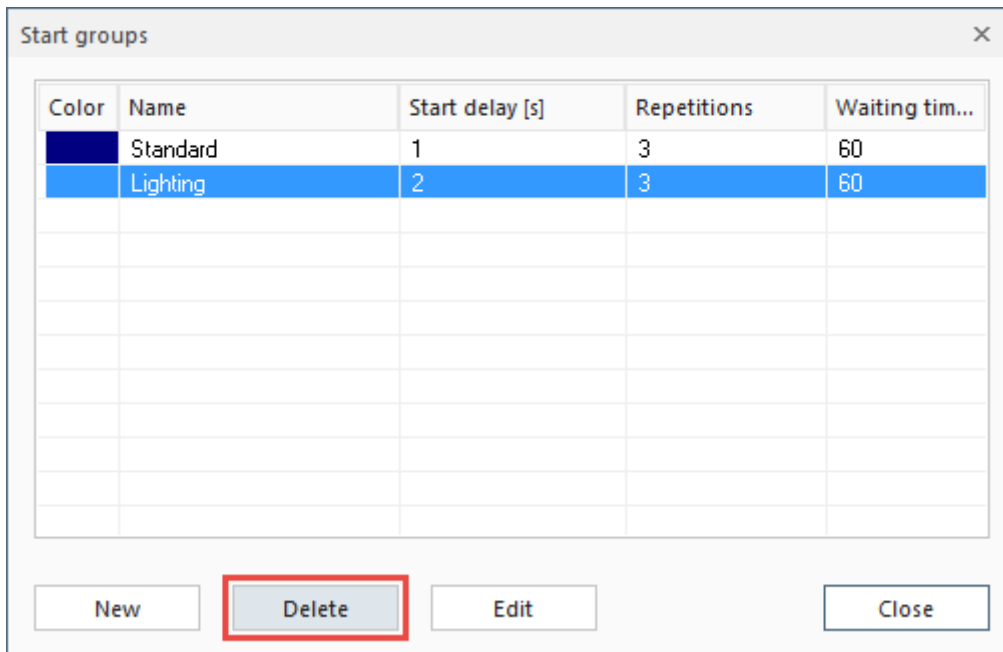 Start groups
Color Name Start delay [s] Repetitions Waiting tim...
Standard 1 3 60
Lighting 2 3 60
New Delete Edit Close